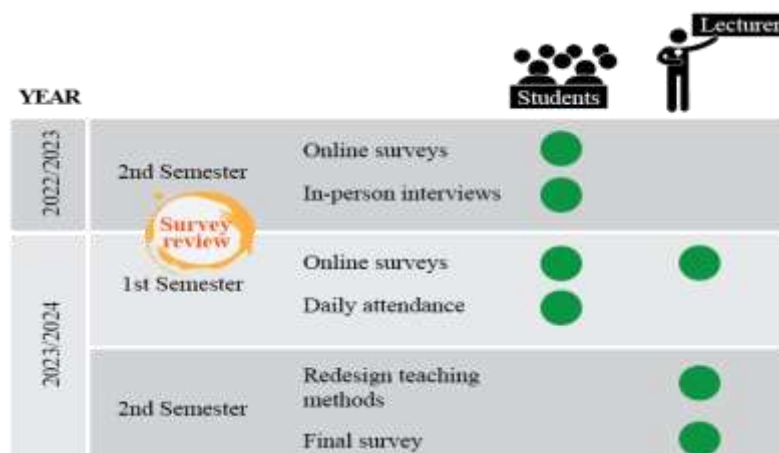 Lecturer
Students
YEAR
2022/2023
2nd Semester
Online surveys
In-person interviews
Survey
review
2023/2024
1st Semester
Online surveys
Daily attendance
2nd Semester
Redesign teaching
methods
Final survey